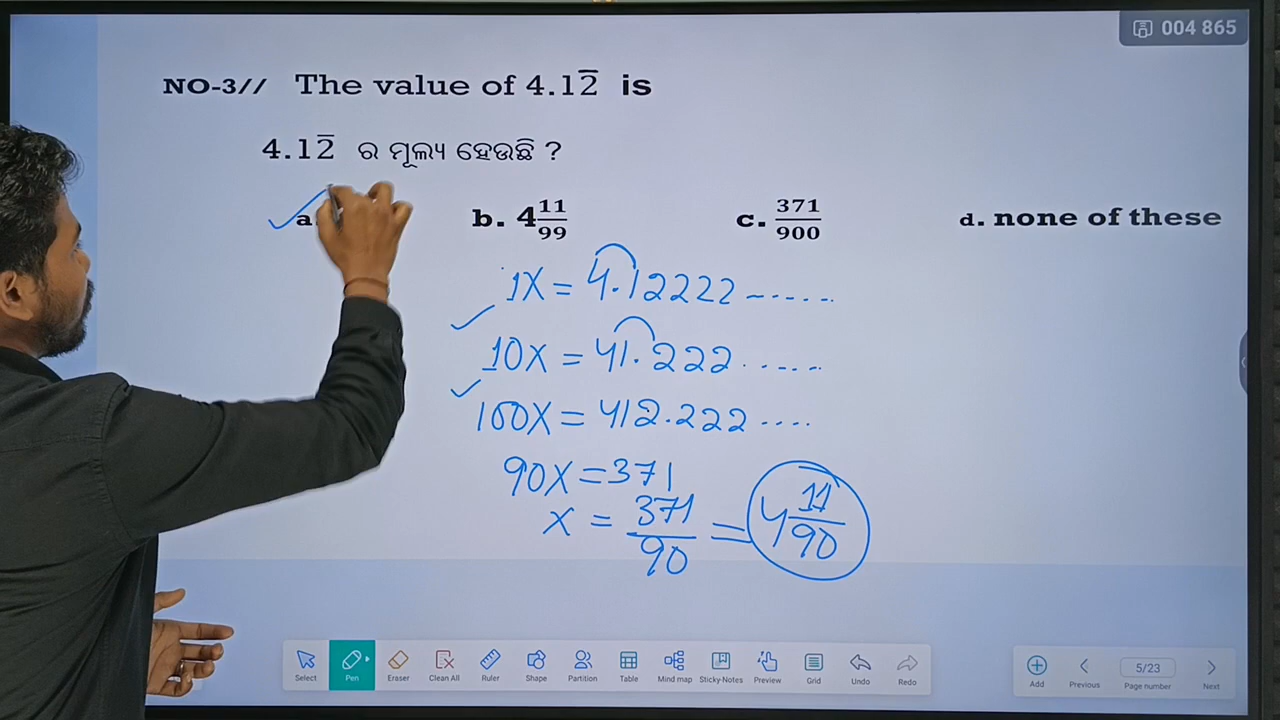 004 865
NO-3// The value of 4.12̅ is
4.12̅ ର ମୂଲ୍ୟ ହେଉଛି ?
a. b. 4 11/99 c. 371/900 d. none of these
1X = 4.12222 ------
10X = 41.222 ......
100X = 412.222 ....
90X = 371
x = 371/90 = 4 11/90
Select Pen Eraser Clean All Ruler Shape Partition Table Mind map Sticky-Notes Preview Grid Undo Redo
Add Previous 5/23 Page number Next